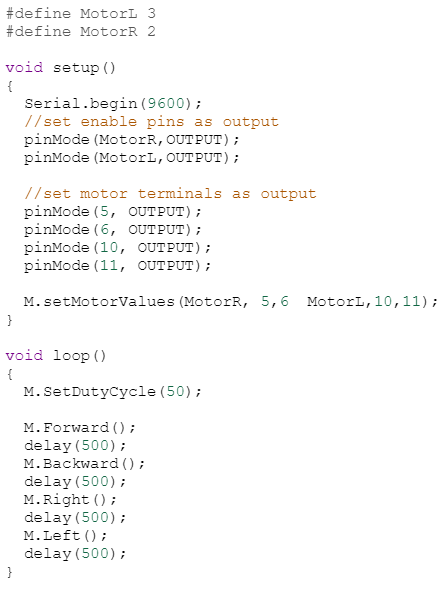 #define MotorL 3
#define MotorR 2
void setup()
{
Serial.begin(9600);
//set enable pins as output
pinMode(MotorR,OUTPUT);
pinMode(MotorL,OUTPUT);
//set motor terminals as output
pinMode(5, OUTPUT);
pinMode(6, OUTPUT);
pinMode(10, OUTPUT);
pinMode(11, OUTPUT);
M.setMotorValues(MotorR, 5,6  MotorL,10,11);
}
void loop()
{
M.SetDutyCycle(50);
M.Forward();
delay(500);
M.Backward();
delay(500);
M.Right();
delay(500);
M.Left();
delay(500);
}